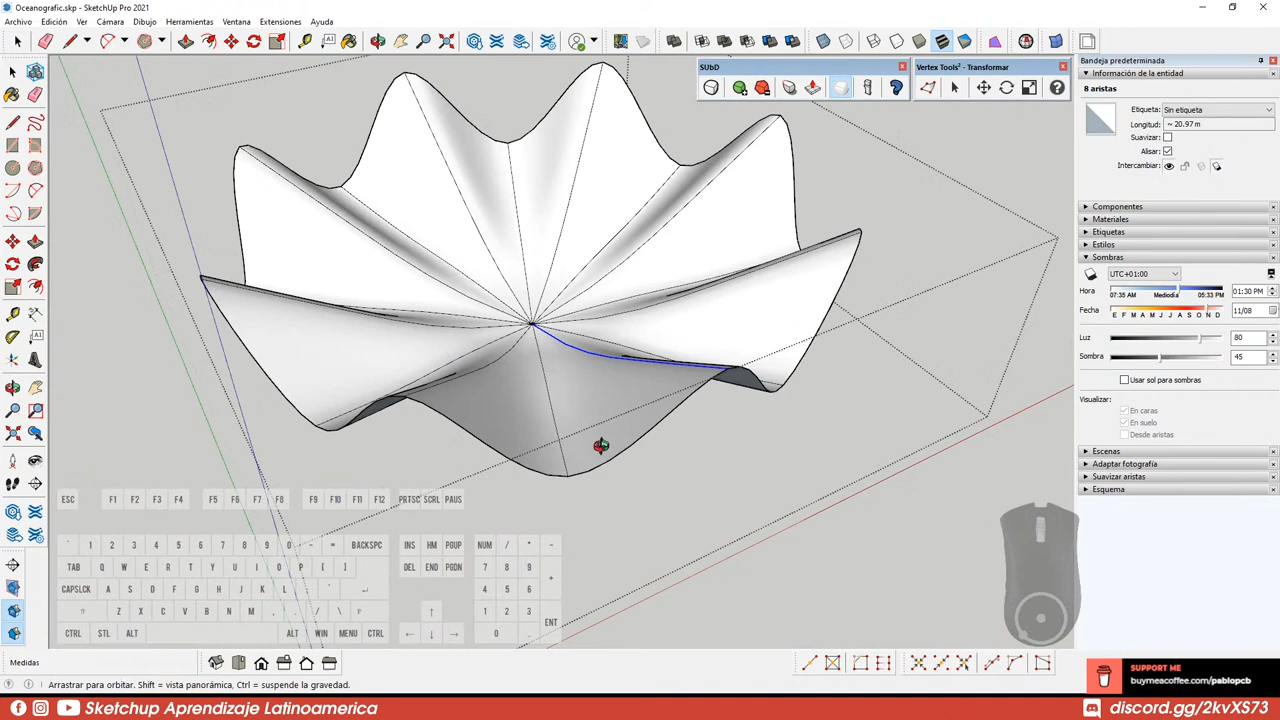 Oceanografic.skp - SketchUp Pro 2021
Archivo Edición Ver Cámara Dibujo Herramientas Ventana Extensiones Ayuda
SUbD
Vertex Tools² - Transformar
Bandeja predeterminada
Información de la entidad
8 aristas
Etiqueta: Sin etiqueta
Longitud: ~ 20.97 m
Suavizar:
Alisar:
Intercambiar:
Componentes
Materiales
Etiquetas
Estilos
Sombras
UTC+01:00
Hora 07:35 AM Mediodía 05:33 PM 01:30 PM
Fecha E F M A M J J A S O N D 11/08
Luz 80
Sombra 45
Usar sol para sombras
Visualizar:
En caras
En suelo
Desde aristas
Escenas
Adaptar fotografía
Suavizar aristas
Esquema
ESC F1 F2 F3 F4 F5 F6 F7 F8 F9 F10 F11 F12 PRTSC SCRL PAUS
` 1 2 3 4 5 6 7 8 9 0 - = BACKSPC INS HM PGUP NUM / * -
TAB Q W E R T Y U I O P [ ] DEL END PGDN 7 8 9 +
CAPSLCK A S D F G H J K L 4 5 6
Z X C V B N M , . / ↑ 1 2 3 ENT
CTRL STL ALT ALT WIN MENU CTRL ← ↓ → 0 .
Medidas
Arrastrar para orbitar. Shift = vista panorámica, Ctrl = suspende la gravedad.
SUPPORT ME
buymeacoffee.com/pablopcb
Sketchup Aprendizaje Latinoamerica
discord.gg/2kvXS73